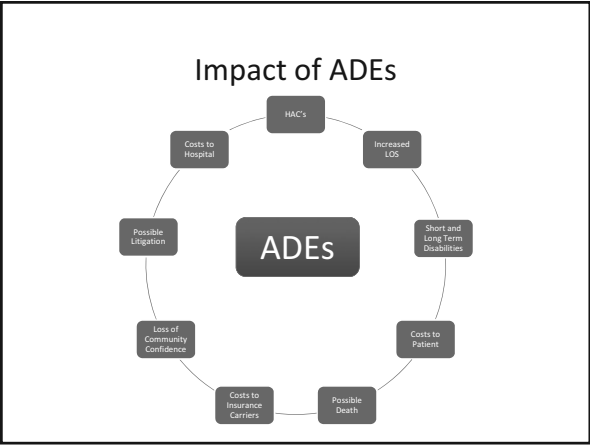 Impact of ADEs
HAC's
Increased
LOS
Short and
Long Term
Disabilities
Costs to
Patient
Possible
Death
Costs to
Insurance
Carriers
Loss of
Community
Confidence
Possible
Litigation
Costs to
Hospital
ADEs